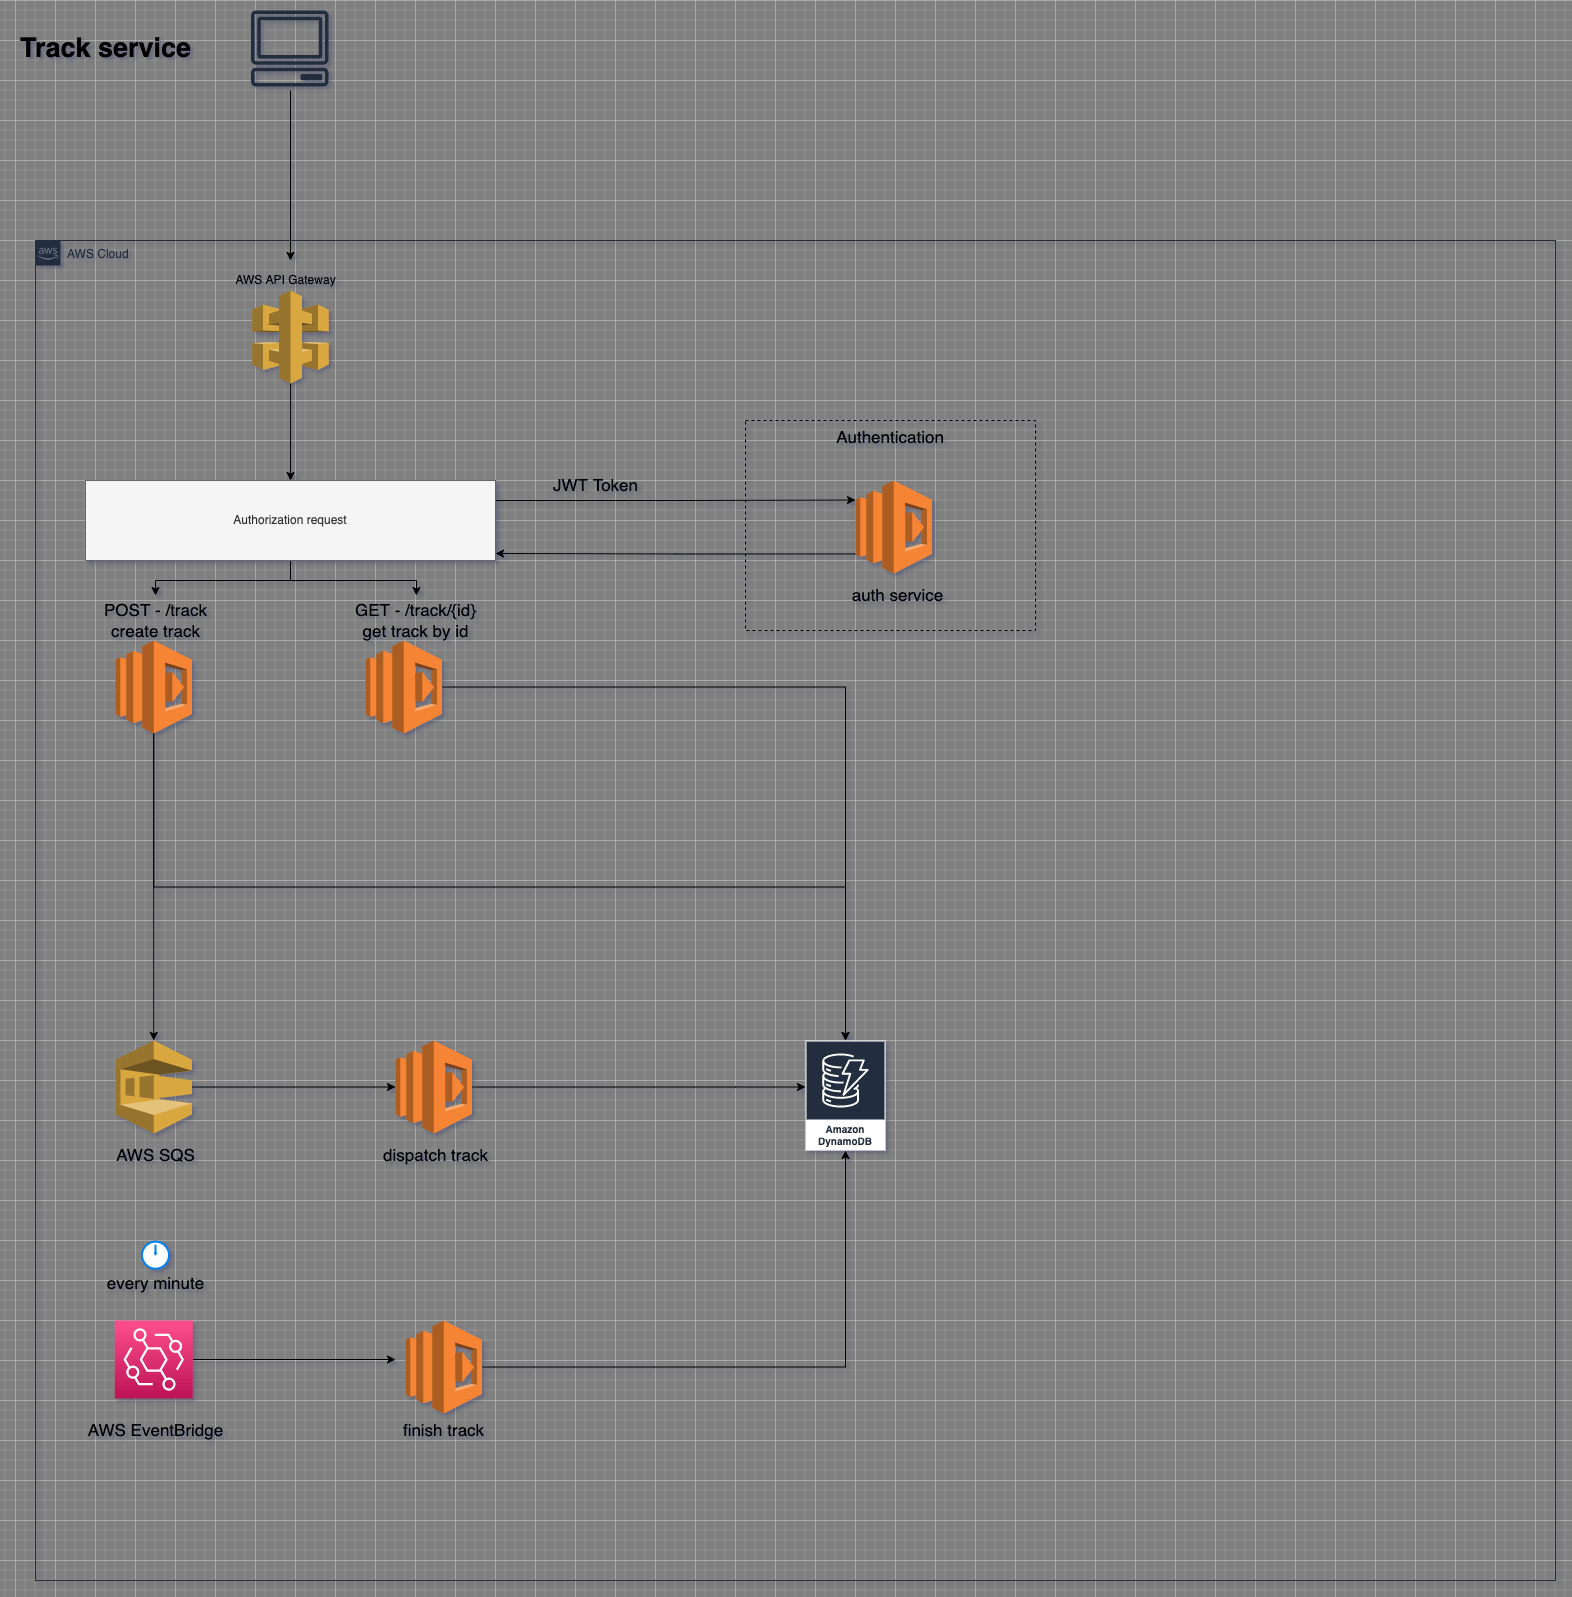 Track service
aws
AWS Cloud
AWS API Gateway
Authentication
JWT Token
Authorization request
auth service
POST - /track
create track
GET - /track/{id}
get track by id
AWS SQS
dispatch track
Amazon
DynamoDB
every minute
AWS EventBridge
finish track